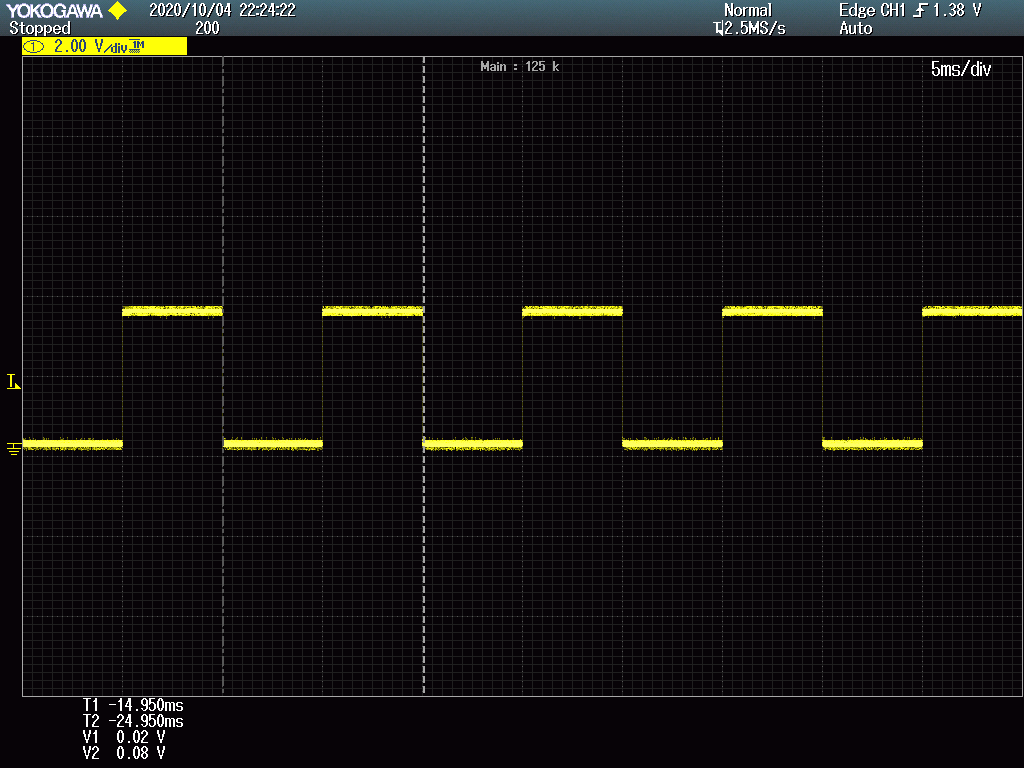 YOKOGAWA 2020/10/04 22:24:22 Normal Edge CH1 1.38 V
Stopped 200 2.5MS/s Auto
1 2.00 V/div 1M
Main : 125 k 5ms/div
T
T1 -14.950ms
T2 -24.950ms
V1 0.02 V
V2 0.08 V